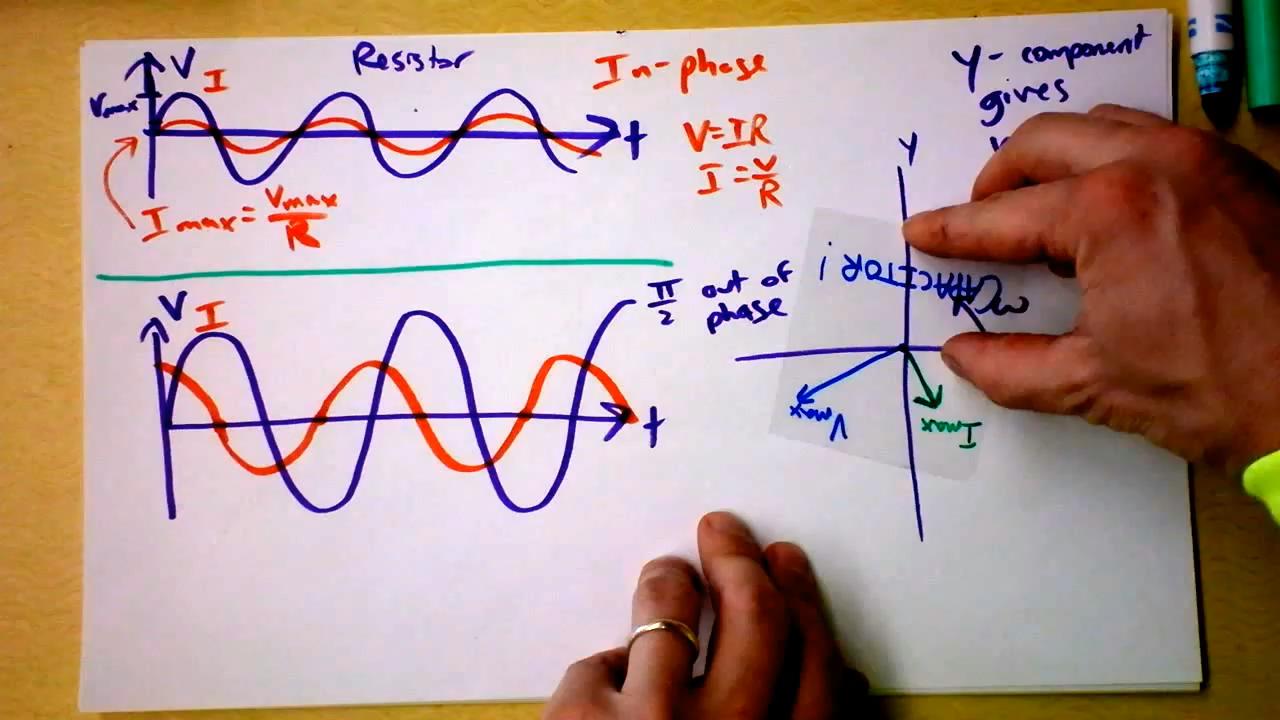 V
I
Resistor
In-phase
Vmax
t
V=IR
I=V/R
Imax=Vmax/R
Y-component
gives
Y
V
I
π/2 out of
phase
t
CAPACITOR!
ω
Vmax
Imax